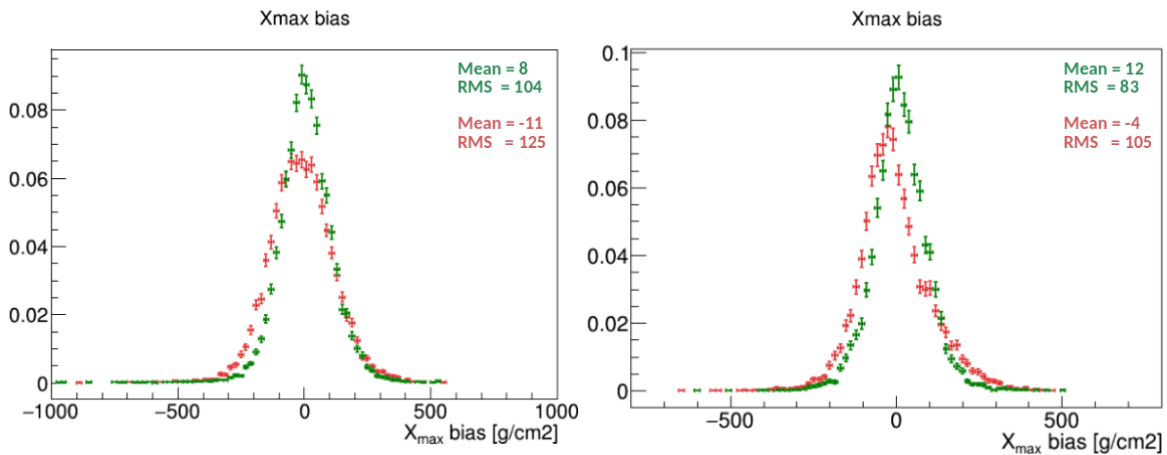 Xmax bias
Mean = 8
RMS = 104
Mean = -11
RMS = 125
0.08
0.06
0.04
0.02
0
−1000
−500
0
500
1000
Xmax bias [g/cm2]
Xmax bias
Mean = 12
RMS = 83
Mean = -4
RMS = 105
0.1
0.08
0.06
0.04
0.02
0
−500
0
500
Xmax bias [g/cm2]